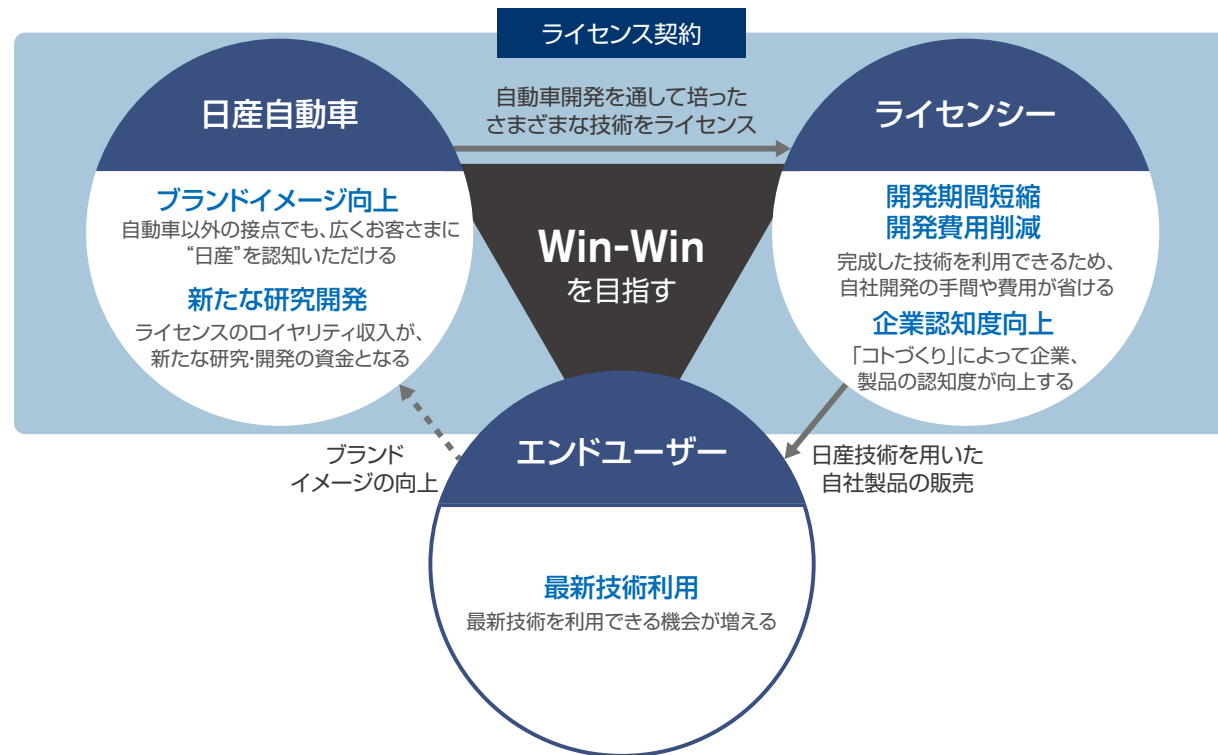 ライセンス契約
日産自動車
自動車開発を通して培った
さまざまな技術をライセンス
ライセンシー
ブランドイメージ向上
自動車以外の接点でも、広くお客さまに
“日産”を認知いただける
新たな研究開発
ライセンスのロイヤリティ収入が、
新たな研究・開発の資金となる
Win-Win
を目指す
開発期間短縮
開発費用削減
完成した技術を利用できるため、
自社開発の手間や費用が省ける
企業認知度向上
「コトづくり」によって企業、
製品の認知度が向上する
ブランド
イメージの向上
エンドユーザー
日産技術を用いた
自社製品の販売
最新技術利用
最新技術を利用できる機会が増える